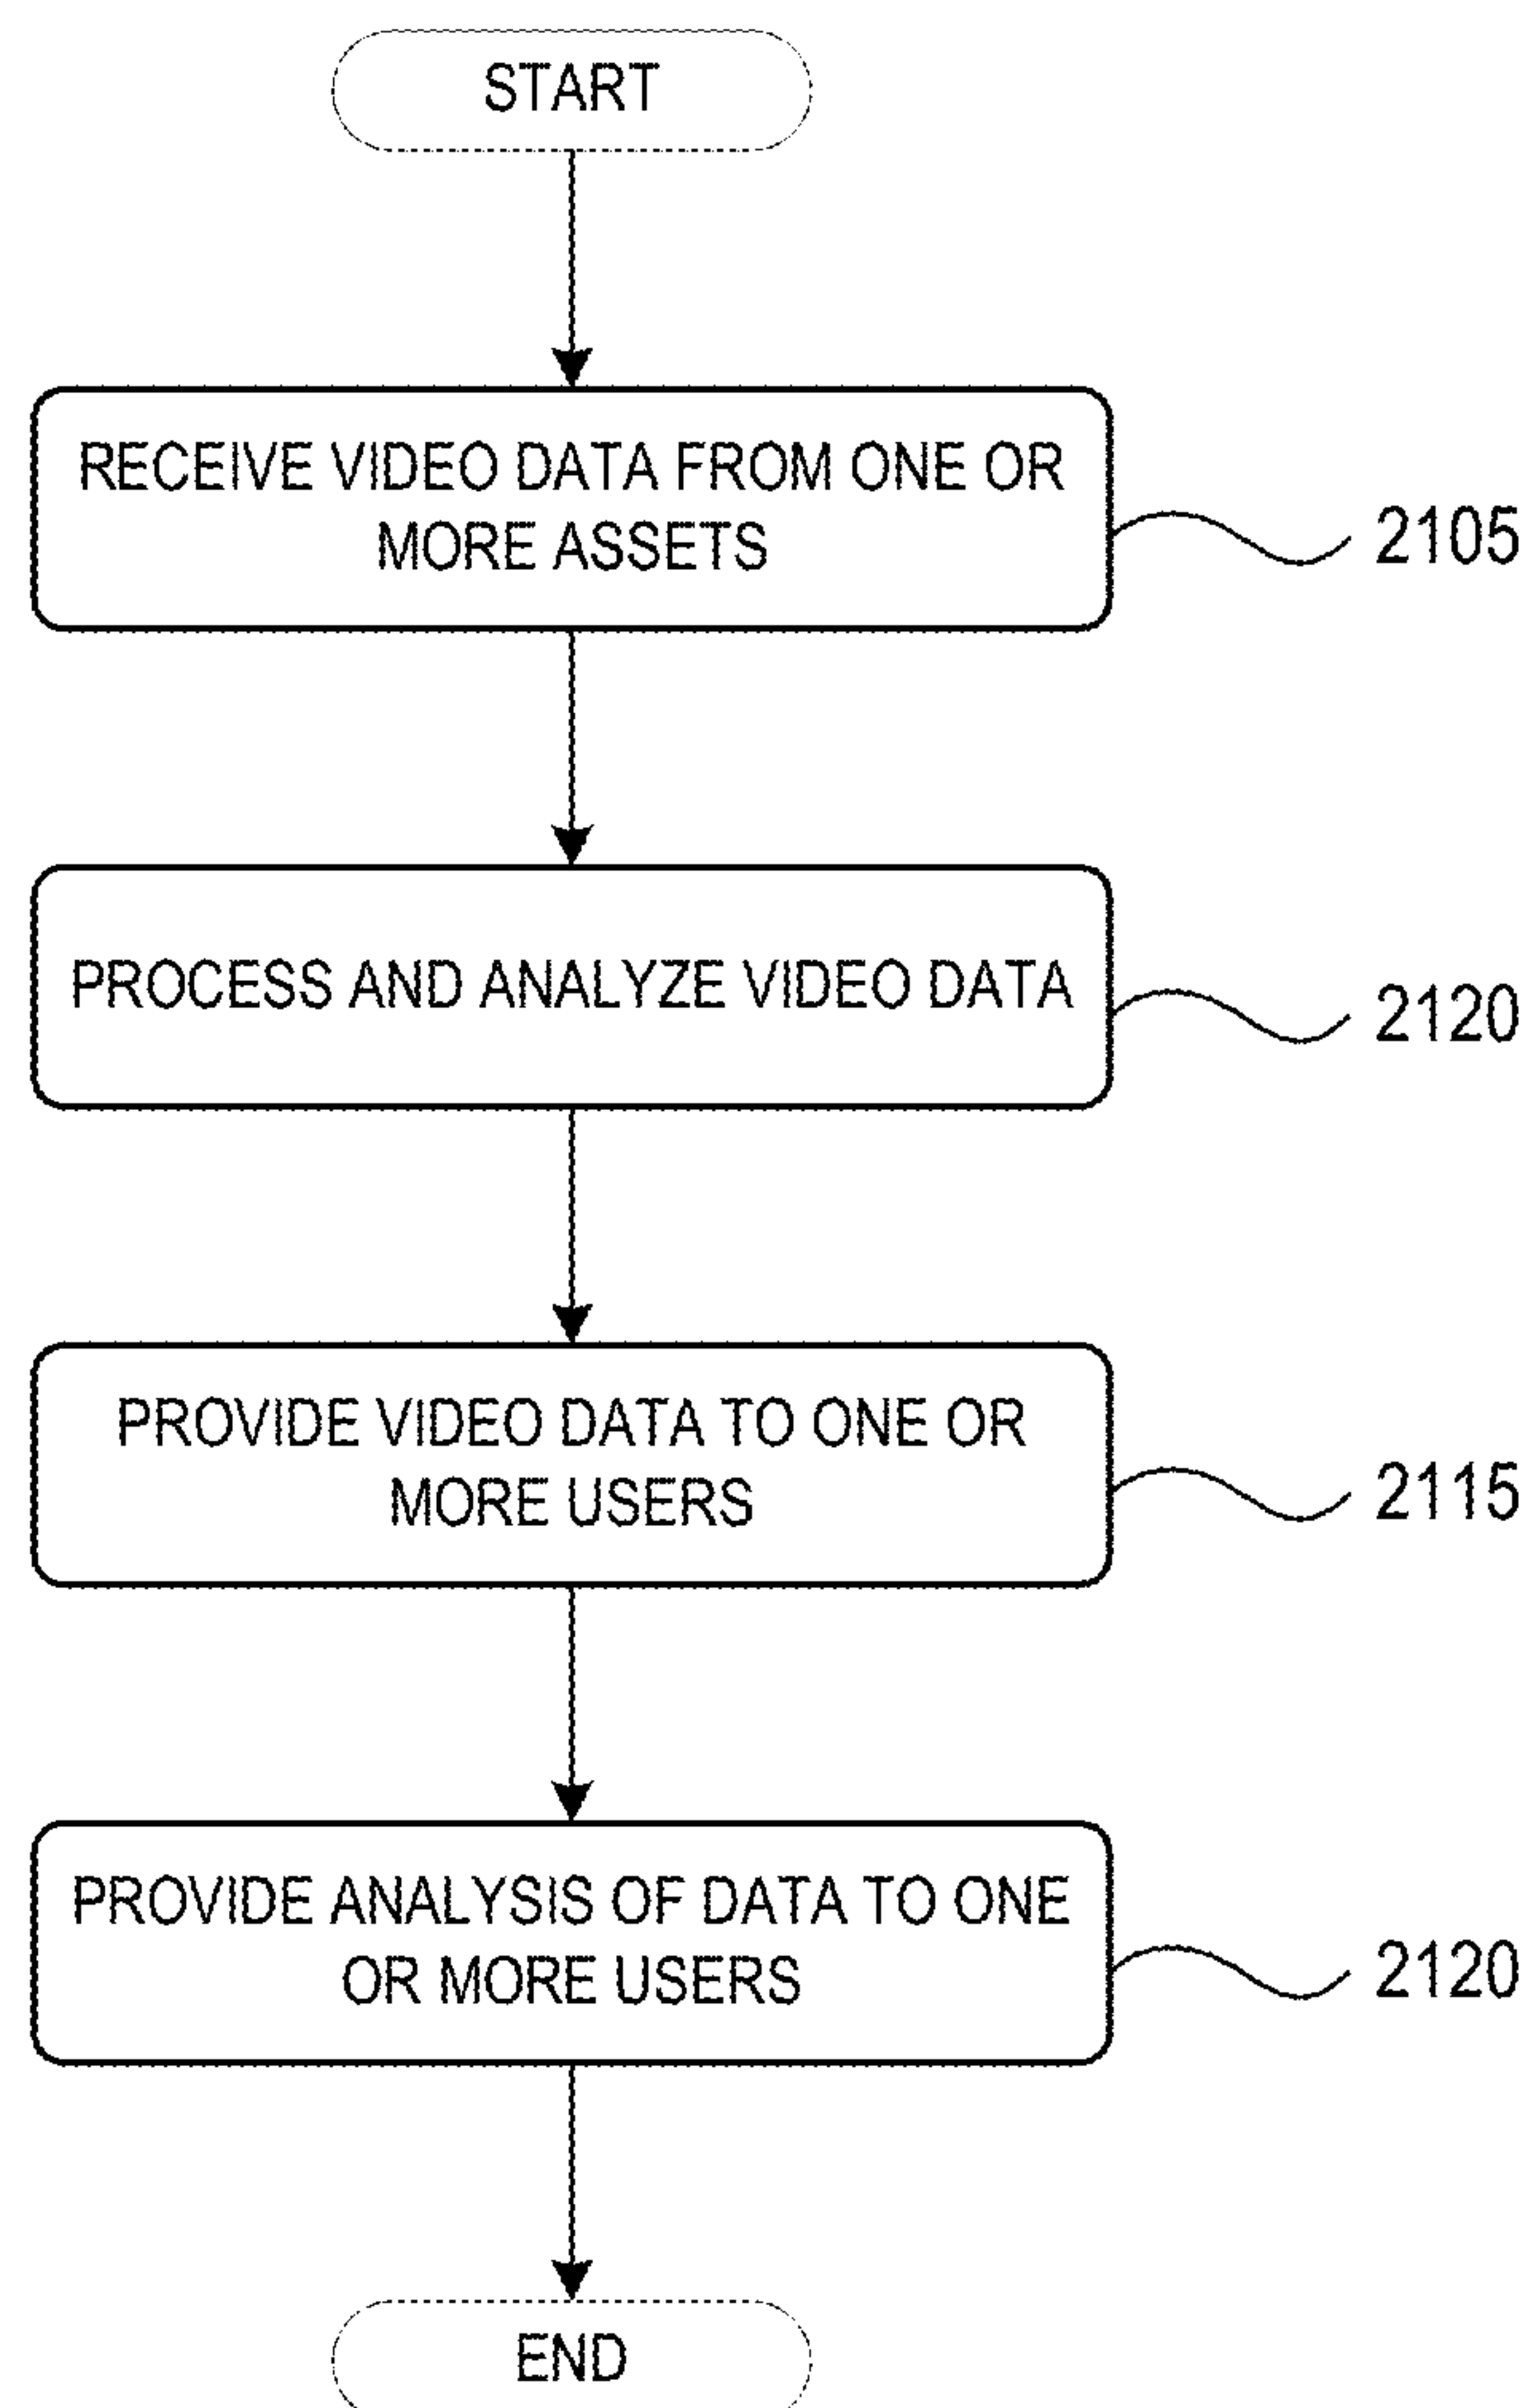 START
RECEIVE VIDEO DATA FROM ONE OR
MORE ASSETS
2105
PROCESS AND ANALYZE VIDEO DATA
2120
PROVIDE VIDEO DATA TO ONE OR
MORE USERS
2115
PROVIDE ANALYSIS OF DATA TO ONE
OR MORE USERS
2120
END